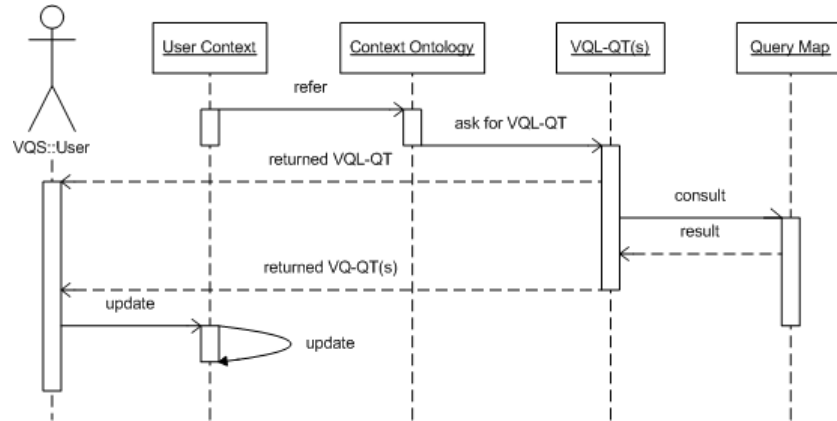 User Context
Context Ontology
VQL-QT(s)
Query Map
refer
ask for VQL-QT
VQS::User
returned VQL-QT
consult
result
returned VQ-QT(s)
update
update